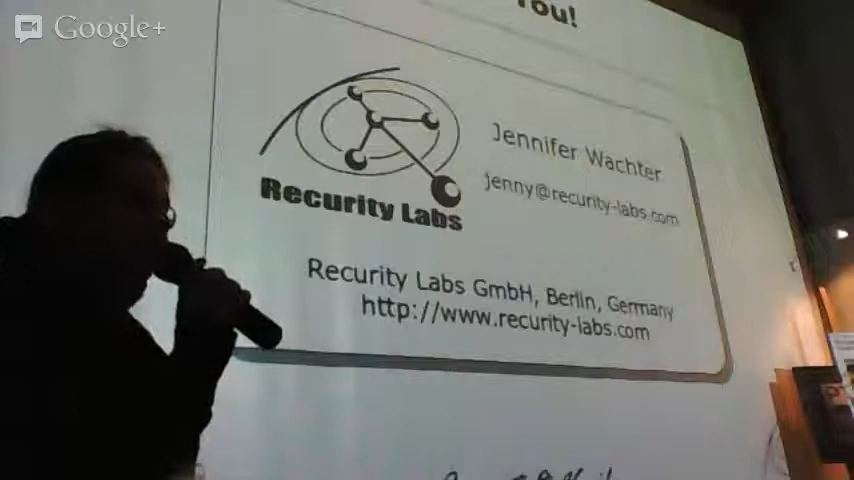 Google+
You!
Jennifer Wachter
jenny@recurity-labs.com
Recurity Labs
Recurity Labs GmbH, Berlin, Germany
http://www.recurity-labs.com